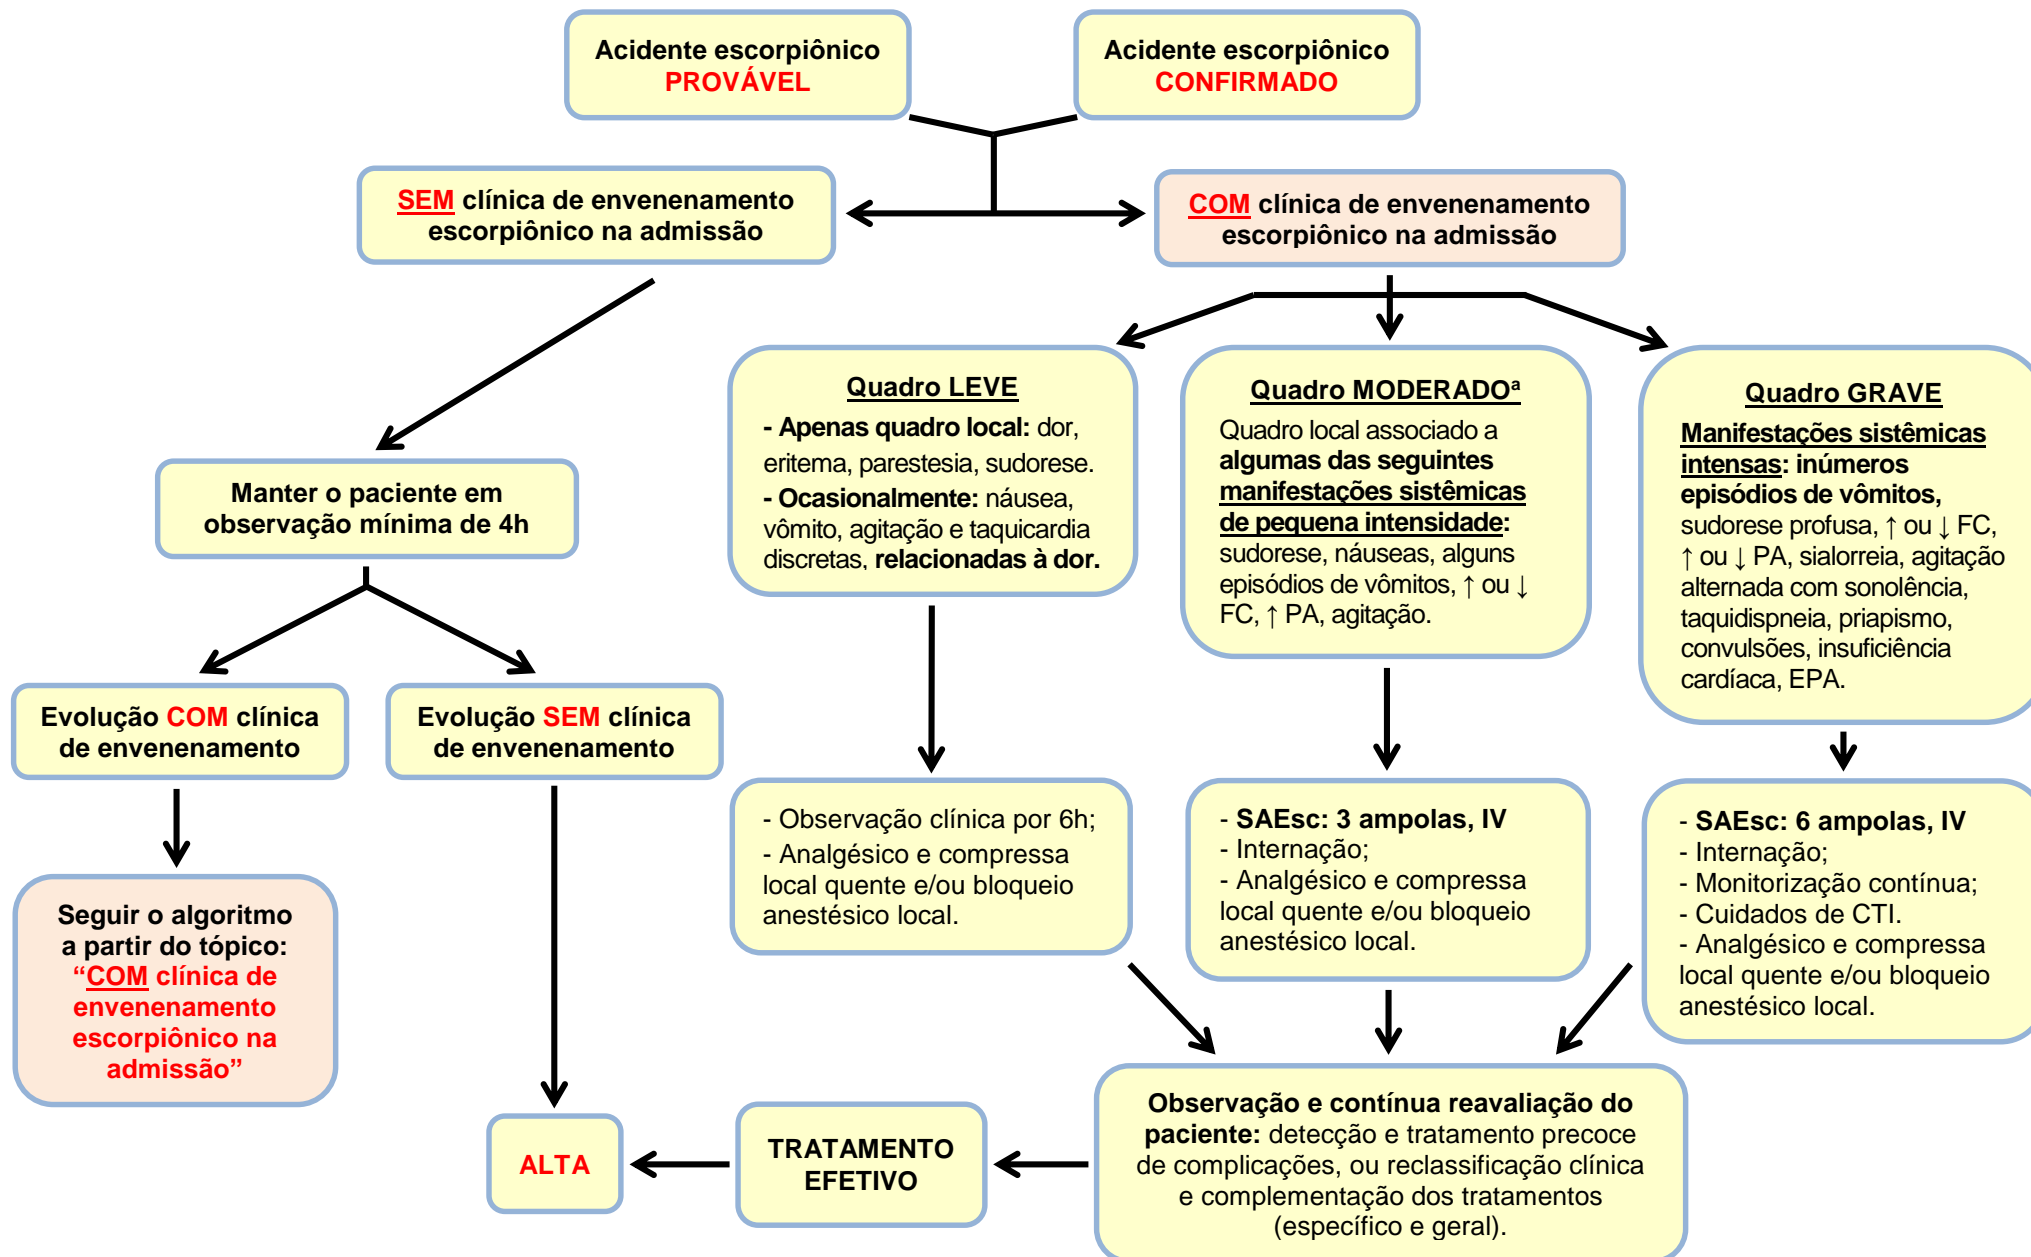 Acidente escorpiônico
PROVÁVEL
Acidente escorpiônico
CONFIRMADO
SEM clínica de envenenamento
escorpiônico na admissão
COM clínica de envenenamento
escorpiônico na admissão
Manter o paciente em
observação mínima de 4h
Evolução COM clínica
de envenenamento
Evolução SEM clínica
de envenenamento
Seguir o algoritmo
a partir do tópico:
“COM clínica de
envenenamento
escorpiônico na
admissão”
Quadro LEVE
- Apenas quadro local: dor,
eritema, parestesia, sudorese.
- Ocasionalmente: náusea,
vômito, agitação e taquicardia
discretas, relacionadas à dor.
Quadro MODERADOª
Quadro local associado a
algumas das seguintes
manifestações sistêmicas
de pequena intensidade:
sudorese, náuseas, alguns
episódios de vômitos, ↑ ou ↓
FC, ↑ PA, agitação.
Quadro GRAVE
Manifestações sistêmicas
intensas: inúmeros
episódios de vômitos,
sudorese profusa, ↑ ou ↓ FC,
↑ ou ↓ PA, sialorreia, agitação
alternada com sonolência,
taquidispneia, priapismo,
convulsões, insuficiência
cardíaca, EPA.
- Observação clínica por 6h;
- Analgésico e compressa
local quente e/ou bloqueio
anestésico local.
- SAEsc: 3 ampolas, IV
- Internação;
- Analgésico e compressa
local quente e/ou bloqueio
anestésico local.
- SAEsc: 6 ampolas, IV
- Internação;
- Monitorização contínua;
- Cuidados de CTI.
- Analgésico e compressa
local quente e/ou bloqueio
anestésico local.
Observação e contínua reavaliação do
paciente: detecção e tratamento precoce
de complicações, ou reclassificação clínica
e complementação dos tratamentos
(específico e geral).
TRATAMENTO
EFETIVO
ALTA